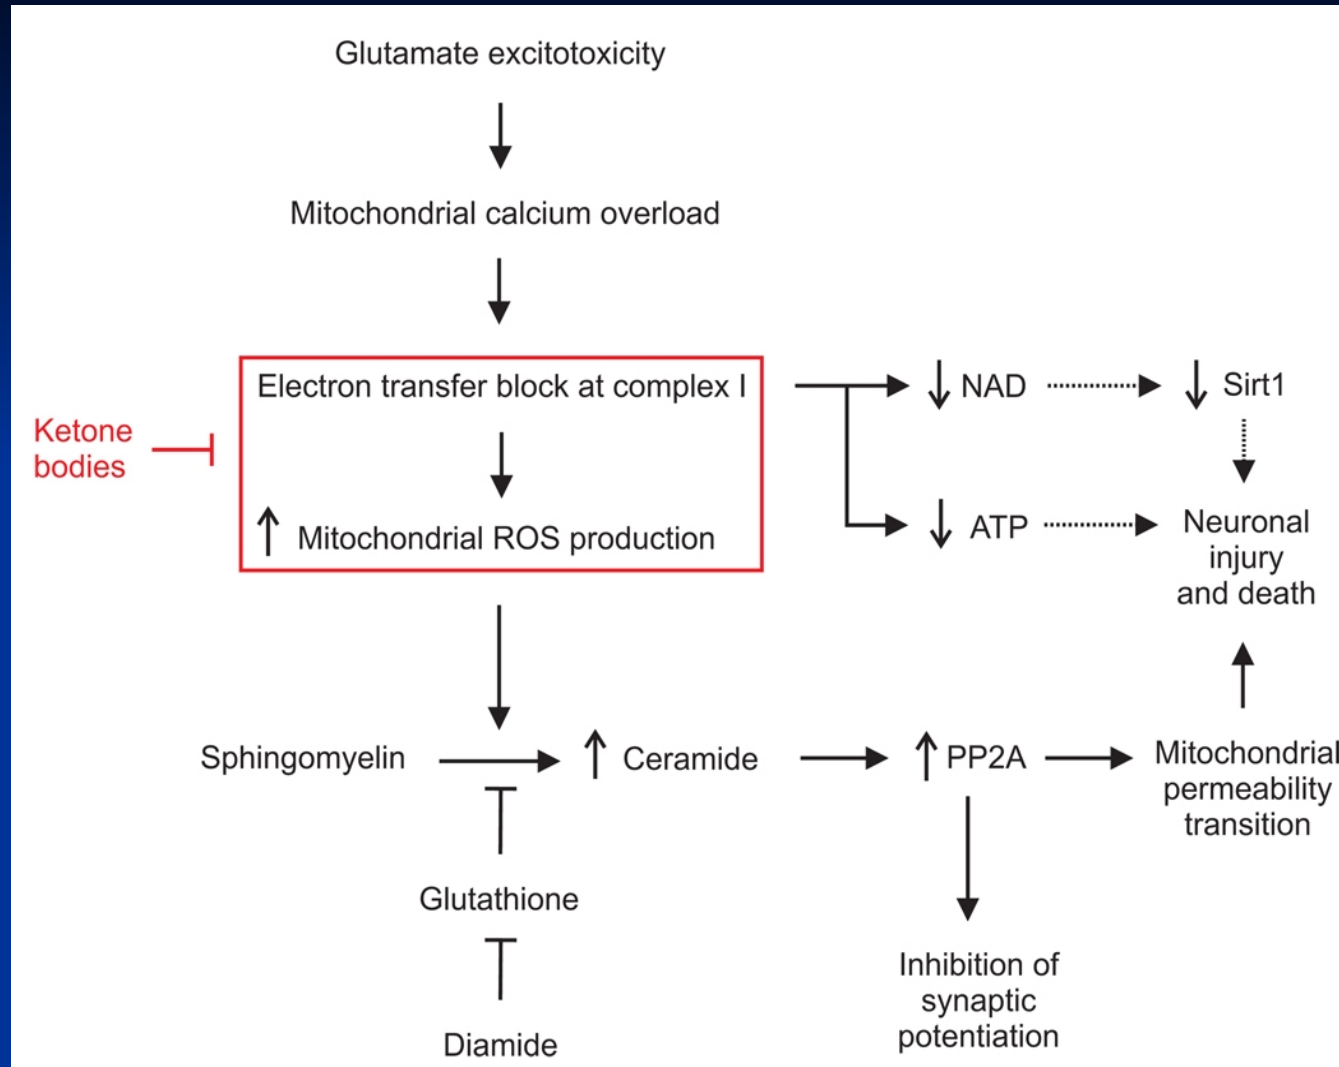 Glutamate excitotoxicity
Mitochondrial calcium overload
Electron transfer block at complex I
NAD
Sirt1
Ketone
bodies
Mitochondrial ROS production
ATP
Neuronal
injury
and death
Sphingomyelin
Ceramide
PP2A
Mitochondrial
permeability
transition
Glutathione
Inhibition of
synaptic
potentiation
Diamide